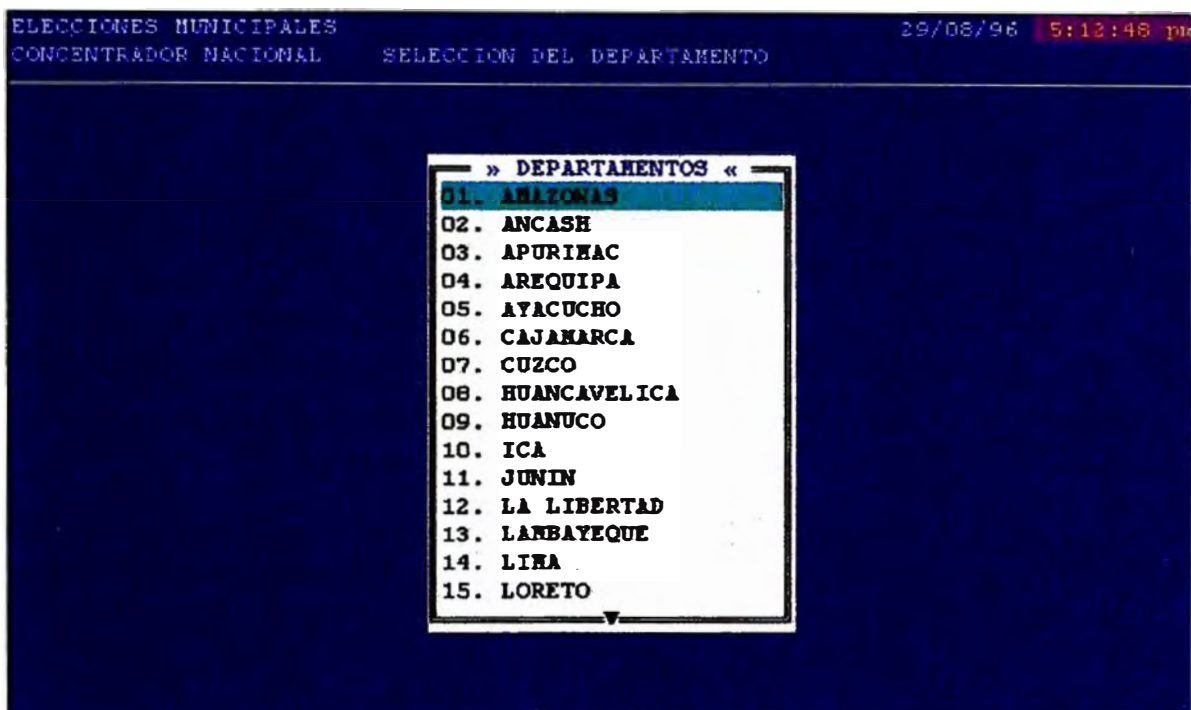 ELECCIONES MUNICIPALES 29/08/96 5:12:48 pm
CONCENTRADOR NACIONAL SELECCION DEL DEPARTAMENTO
» DEPARTAMENTOS «
01. AMAZONAS
02. ANCASH
03. APURIMAC
04. AREQUIPA
05. AYACUCHO
06. CAJAMARCA
07. CUZCO
08. HUANCAVELICA
09. HUANUCO
10. ICA
11. JUNIN
12. LA LIBERTAD
13. LAMBAYEQUE
14. LIMA
15. LORETO